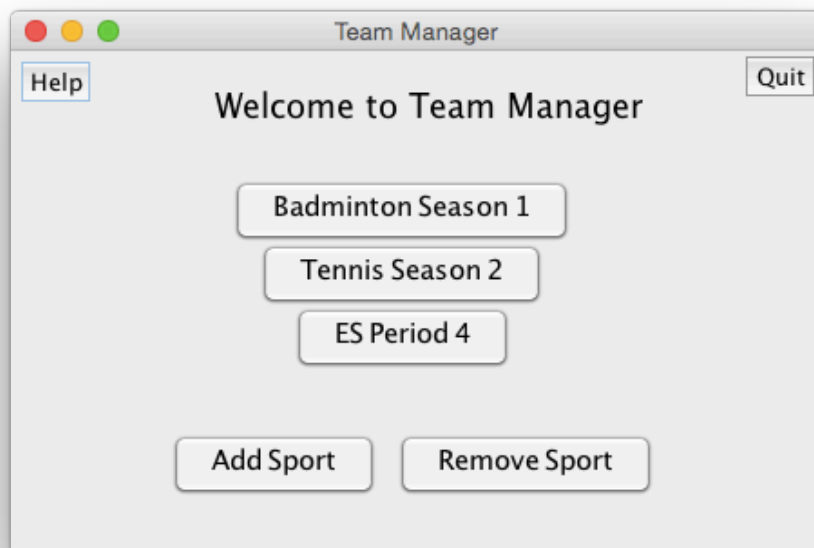 Team Manager
Help
Quit
Welcome to Team Manager
Badminton Season 1
Tennis Season 2
ES Period 4
Add Sport
Remove Sport